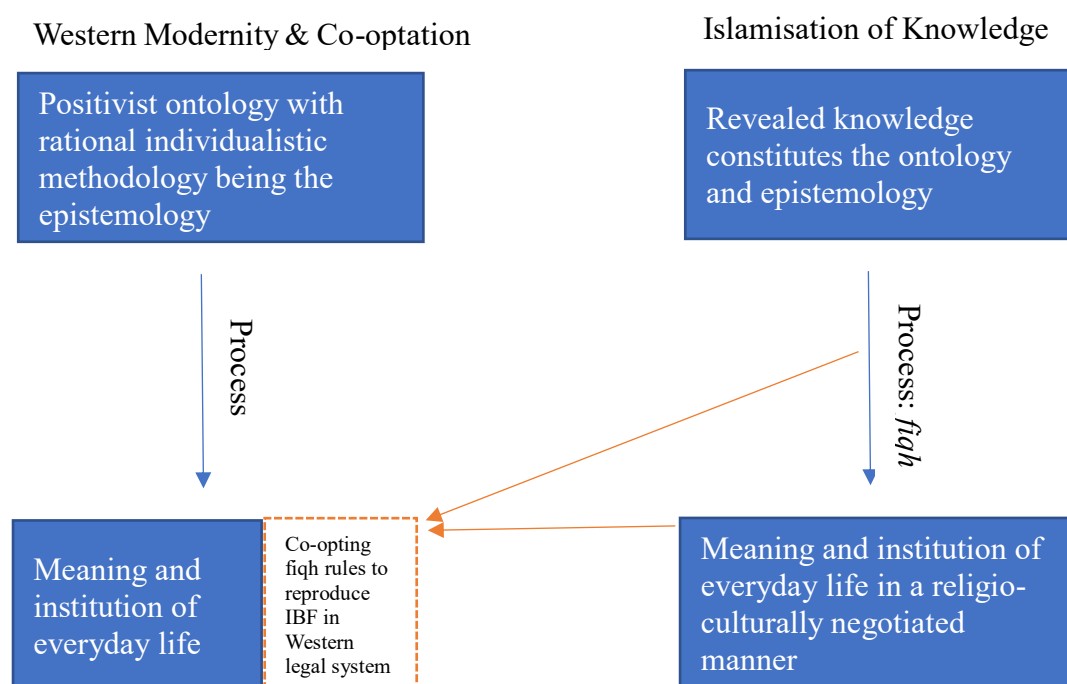 Western Modernity & Co-optation
Islamisation of Knowledge
Positivist ontology with
rational individualistic
methodology being the
epistemology
Revealed knowledge
constitutes the ontology
and epistemology
Process
Process: fiqh
Meaning and
institution of
everyday life
Co-opting
fiqh rules to
reproduce
IBF in
Western
legal system
Meaning and institution of
everyday life in a religio-
culturally negotiated
manner